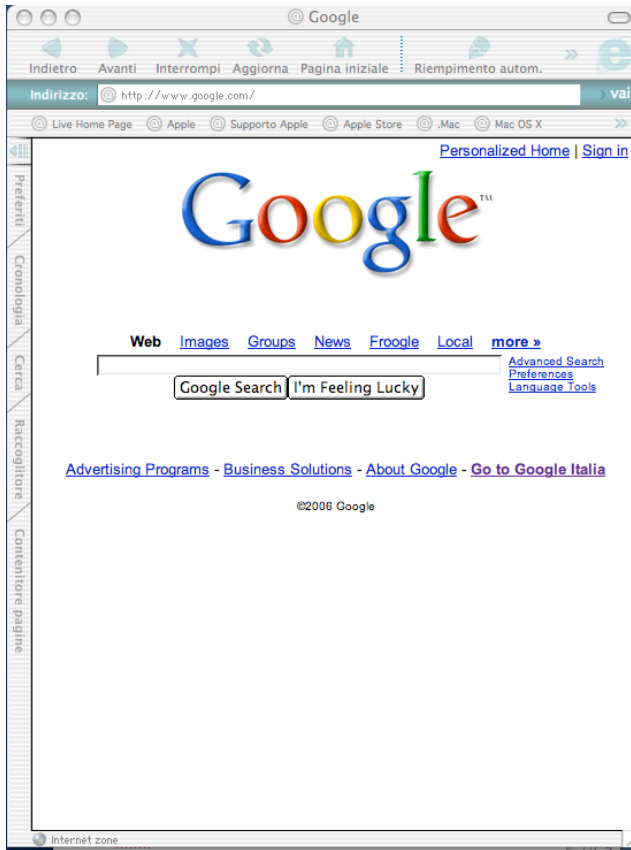 Google
Indietro Avanti Interrompi Aggiorna Pagina iniziale Riempimento autom. »
Indirizzo: http://www.google.com/ › vai
Live Home Page Apple Supporto Apple Apple Store .Mac Mac OS X »
Personalized Home | Sign in
Preferiti
Cronologia
Cerca
Raccoglitore
Contenitore pagine
Google™
Web Images Groups News Froogle Local more »
Advanced Search
Preferences
Language Tools
Google Search I'm Feeling Lucky
Advertising Programs - Business Solutions - About Google - Go to Google Italia
©2006 Google
Internet zone